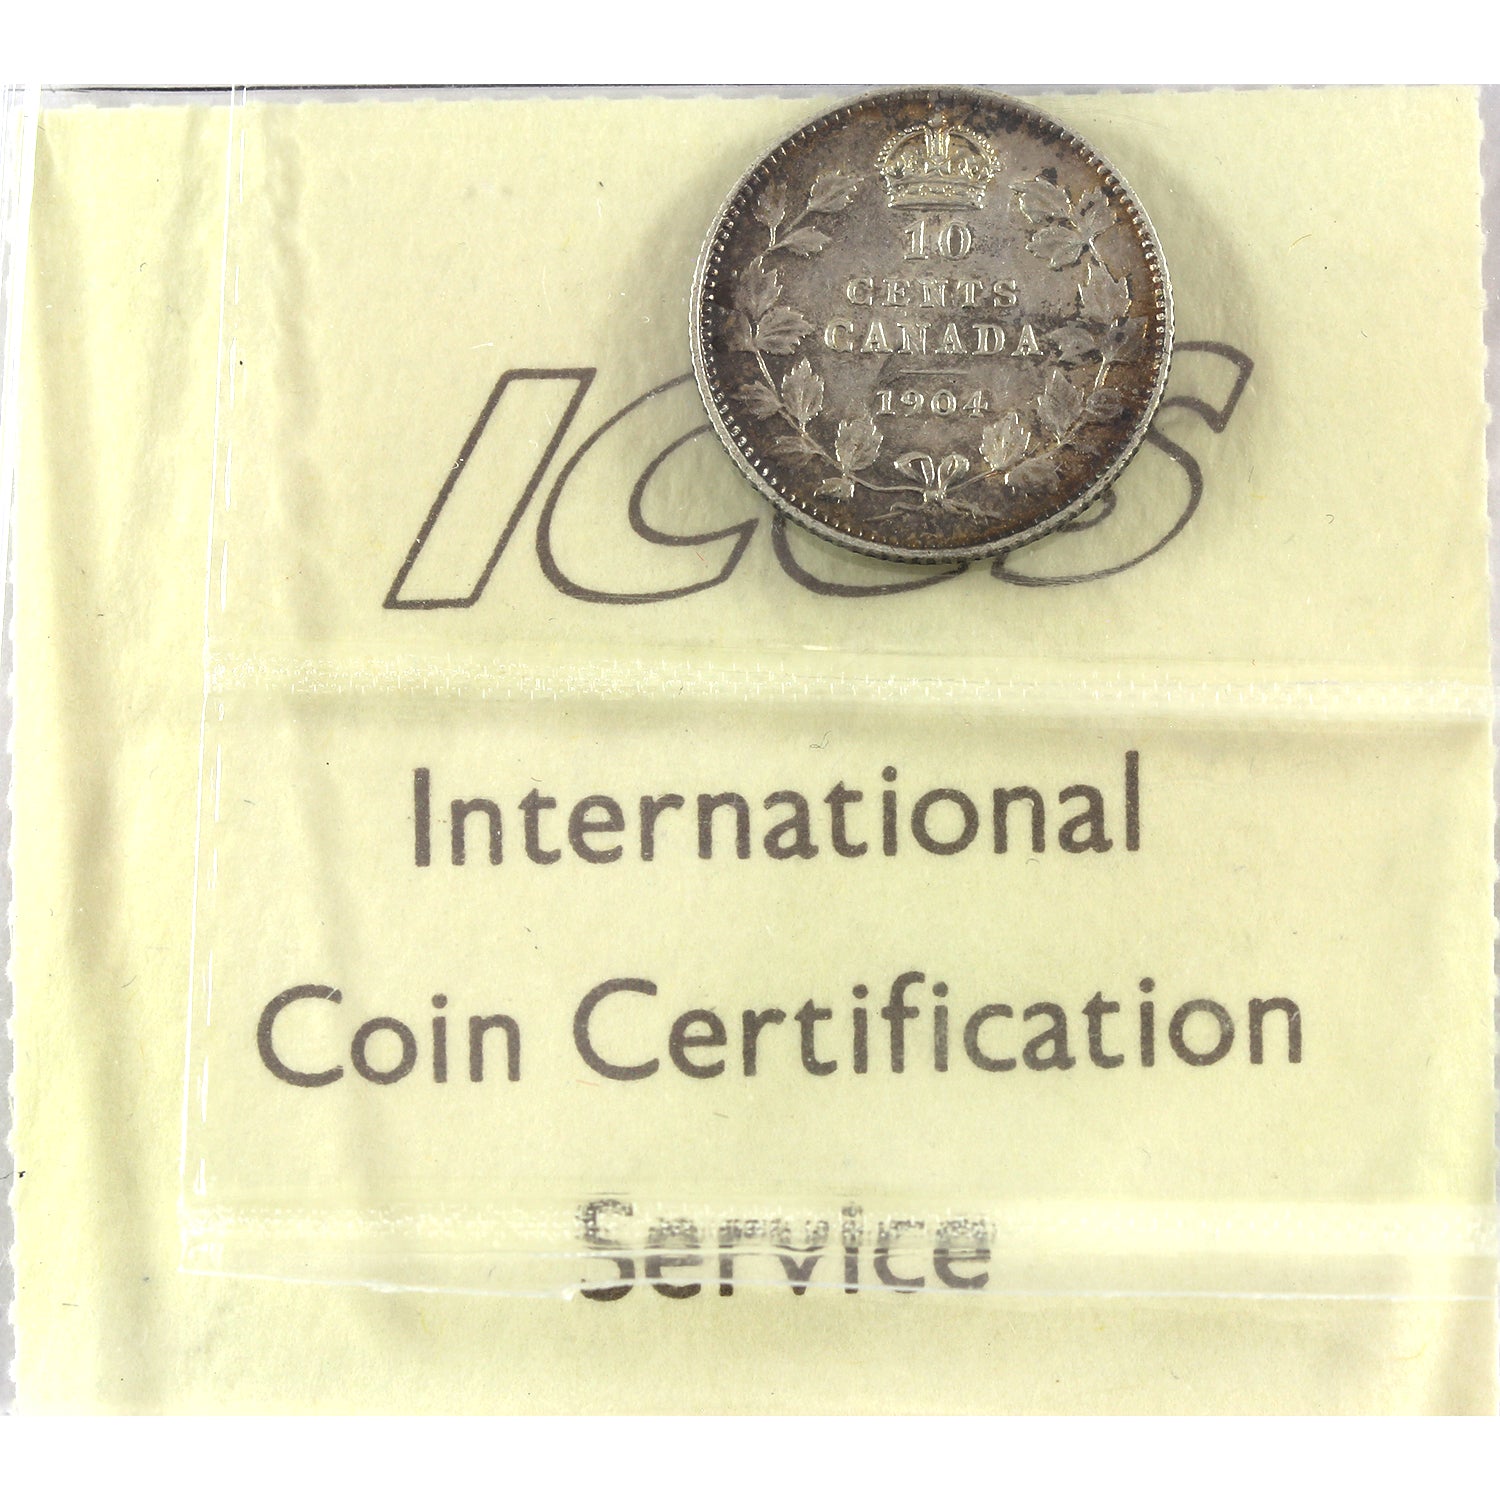 10
CENTS
CANADA
1904
ICCS
International
Coin Certification
Service